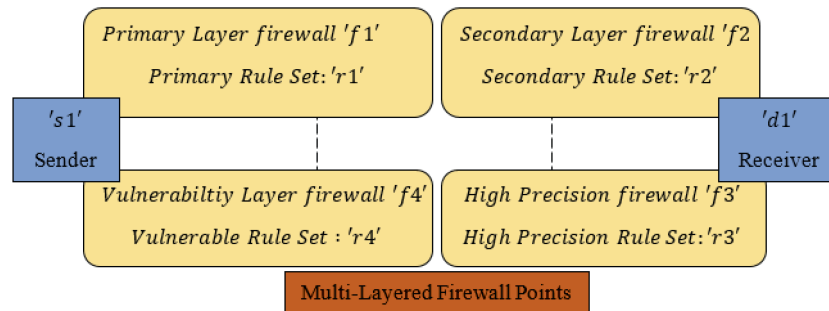 Primary Layer firewall 'f1'
Primary Rule Set:'r1'
Secondary Layer firewall 'f2
Secondary Rule Set:'r2'
's1'
Sender
'd1'
Receiver
Vulnerabiltiy Layer firewall 'f4'
Vulnerable Rule Set :'r4'
High Precision firewall 'f3'
High Precision Rule Set:'r3'
Multi-Layered Firewall Points